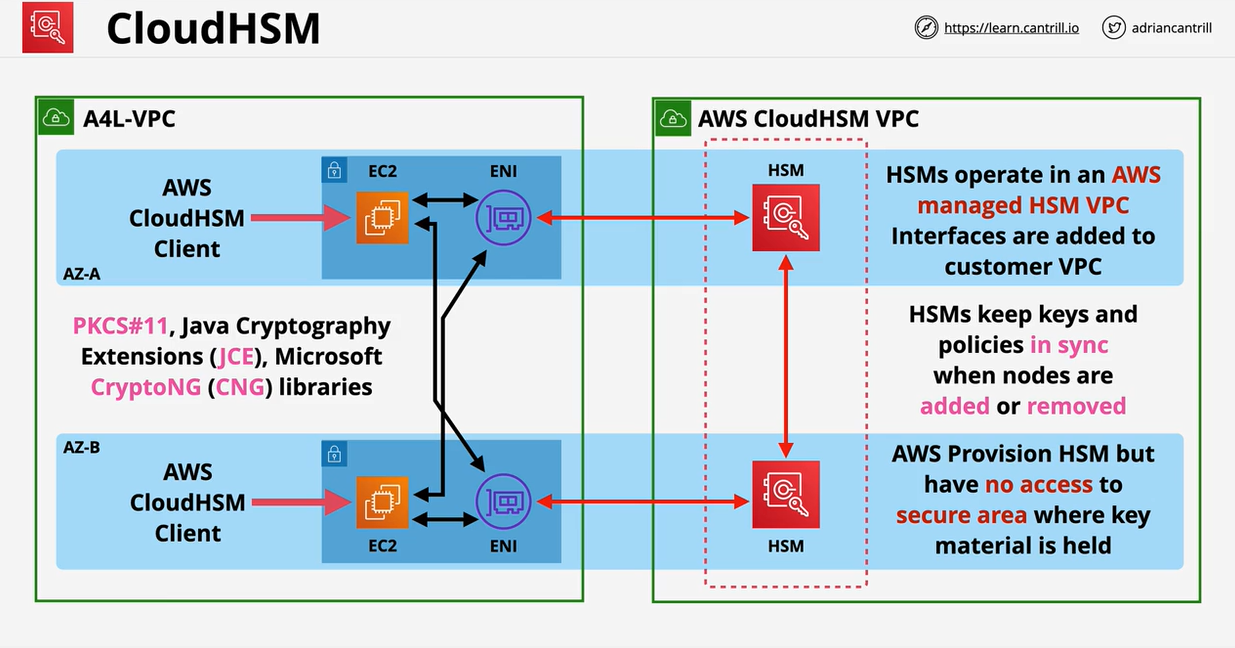 CloudHSM
https://learn.cantrill.io
adriancantrill
A4L-VPC
AWS CloudHSM VPC
AWS
CloudHSM
Client
AZ-A
EC2
ENI
HSM
HSMs operate in an AWS
managed HSM VPC
Interfaces are added to
customer VPC
PKCS#11, Java Cryptography
Extensions (JCE), Microsoft
CryptoNG (CNG) libraries
HSMs keep keys and
policies in sync
when nodes are
added or removed
AZ-B
AWS
CloudHSM
Client
EC2
ENI
HSM
AWS Provision HSM but
have no access to
secure area where key
material is held